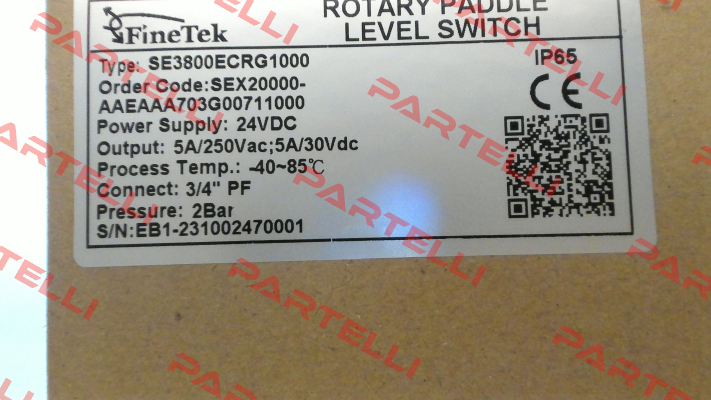 ROTARY PADDLE
LEVEL SWITCH
FineTek
Type: SE3800ECRG1000
IP65
Order Code:SEX20000-
AAEAAA703G00711000
CE
Power Supply: 24VDC
Output: 5A/250Vac;5A/30Vdc
Process Temp.: -40~85℃
Connect: 3/4" PF
Pressure: 2Bar
S/N:EB1-231002470001
PARTELLI
PARTELLI
PARTELLI
PARTELLI
PARTELLI
PARTELLI
PARTELLI